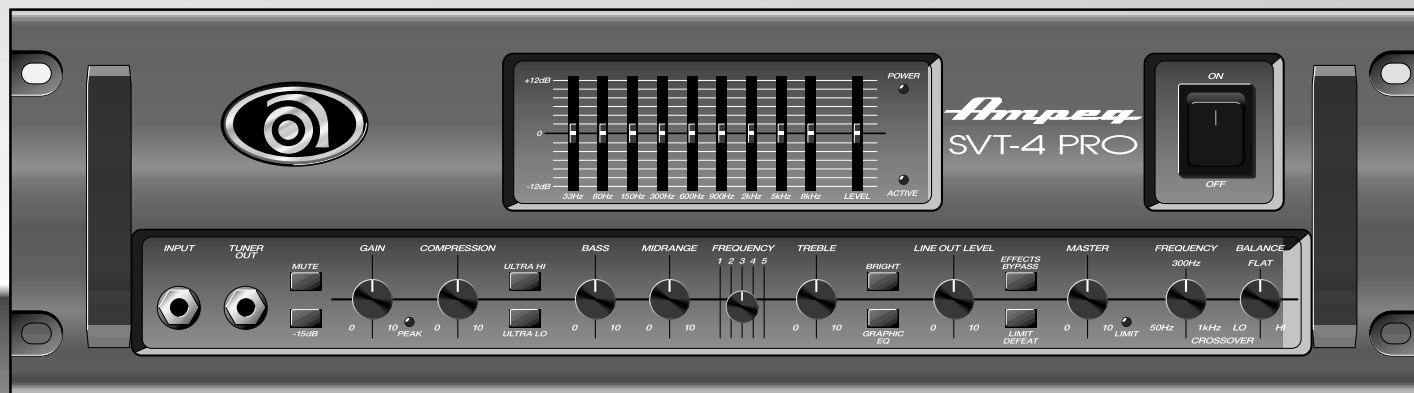 +12dB
0
-12dB
33Hz 80Hz 150Hz 300Hz 600Hz 900Hz 2kHz 5kHz 8kHz LEVEL
POWER
ACTIVE
Ampeg
SVT-4 PRO
ON
OFF
INPUT
TUNER
OUT
MUTE
-15dB
GAIN
0 10
PEAK
COMPRESSION
0 10
ULTRA HI
ULTRA LO
BASS
0 10
MIDRANGE
0 10
FREQUENCY
1 2 3 4 5
TREBLE
0 10
BRIGHT
GRAPHIC
EQ
LINE OUT LEVEL
0 10
EFFECTS
BYPASS
LIMIT
DEFEAT
MASTER
0 10
LIMIT
FREQUENCY
300Hz
50Hz 1kHz
BALANCE
FLAT
LO HI
CROSSOVER